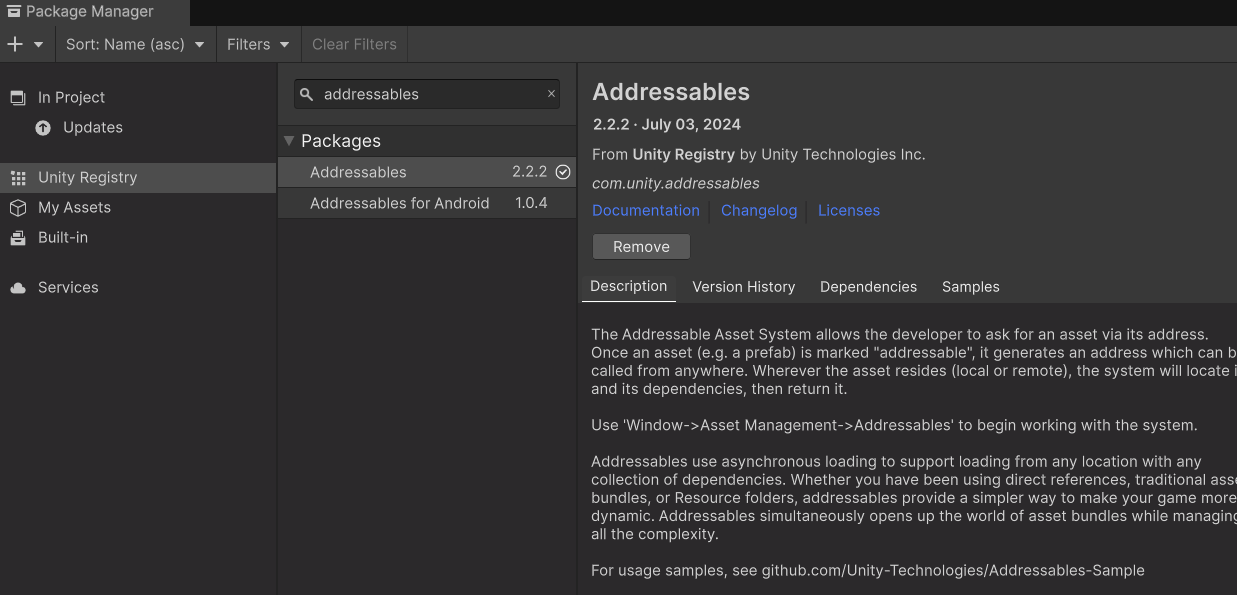 Package Manager
Sort: Name (asc)
Filters
Clear Filters
In Project
Updates
Unity Registry
My Assets
Built-in
Services
addressables
Packages
Addressables 2.2.2
Addressables for Android 1.0.4
Addressables
2.2.2 · July 03, 2024
From Unity Registry by Unity Technologies Inc.
com.unity.addressables
Documentation Changelog Licenses
Remove
Description Version History Dependencies Samples
The Addressable Asset System allows the developer to ask for an asset via its address.
Once an asset (e.g. a prefab) is marked "addressable", it generates an address which can b
called from anywhere. Wherever the asset resides (local or remote), the system will locate i
and its dependencies, then return it.
Use 'Window->Asset Management->Addressables' to begin working with the system.
Addressables use asynchronous loading to support loading from any location with any
collection of dependencies. Whether you have been using direct references, traditional asse
bundles, or Resource folders, addressables provide a simpler way to make your game more
dynamic. Addressables simultaneously opens up the world of asset bundles while managing
all the complexity.
For usage samples, see github.com/Unity-Technologies/Addressables-Sample